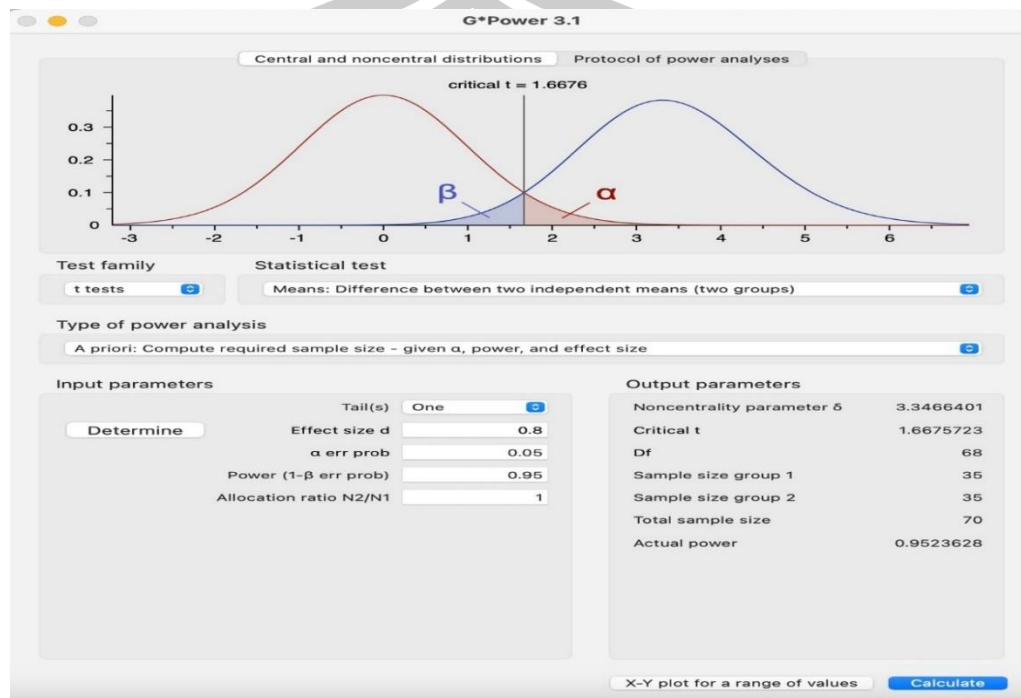 G*Power 3.1
Central and noncentral distributions Protocol of power analyses
critical t = 1.6676
0.3
0.2
0.1
0
β α
-3 -2 -1 0 1 2 3 4 5 6
Test family Statistical test
t tests Means: Difference between two independent means (two groups)
Type of power analysis
A priori: Compute required sample size - given α, power, and effect size
Input parameters Output parameters
Tail(s) One Noncentrality parameter δ 3.3466401
Determine Effect size d 0.8 Critical t 1.6675723
α err prob 0.05 Df 68
Power (1-β err prob) 0.95 Sample size group 1 35
Allocation ratio N2/N1 1 Sample size group 2 35
Total sample size 70
Actual power 0.9523628
X-Y plot for a range of values Calculate